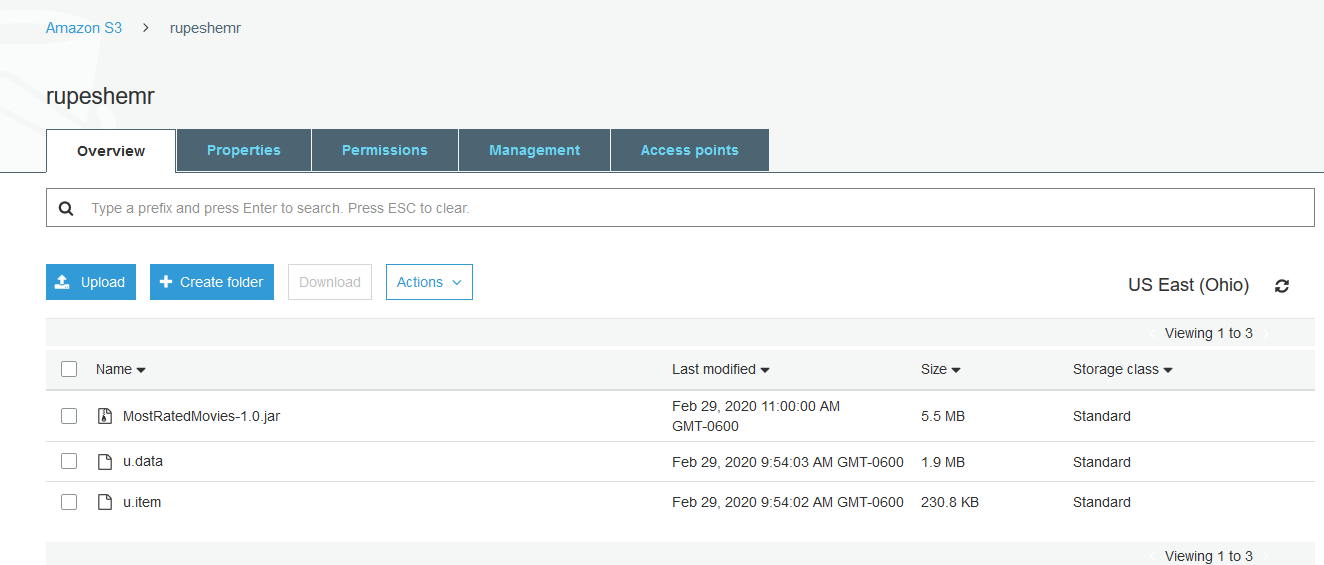 Amazon S3 > rupeshemr
rupeshemr
Overview Properties Permissions Management Access points
Type a prefix and press Enter to search. Press ESC to clear.
Upload Create folder Download Actions US East (Ohio)
Viewing 1 to 3
Name Last modified Size Storage class
MostRatedMovies-1.0.jar Feb 29, 2020 11:00:00 AM GMT-0600 5.5 MB Standard
u.data Feb 29, 2020 9:54:03 AM GMT-0600 1.9 MB Standard
u.item Feb 29, 2020 9:54:02 AM GMT-0600 230.8 KB Standard
Viewing 1 to 3